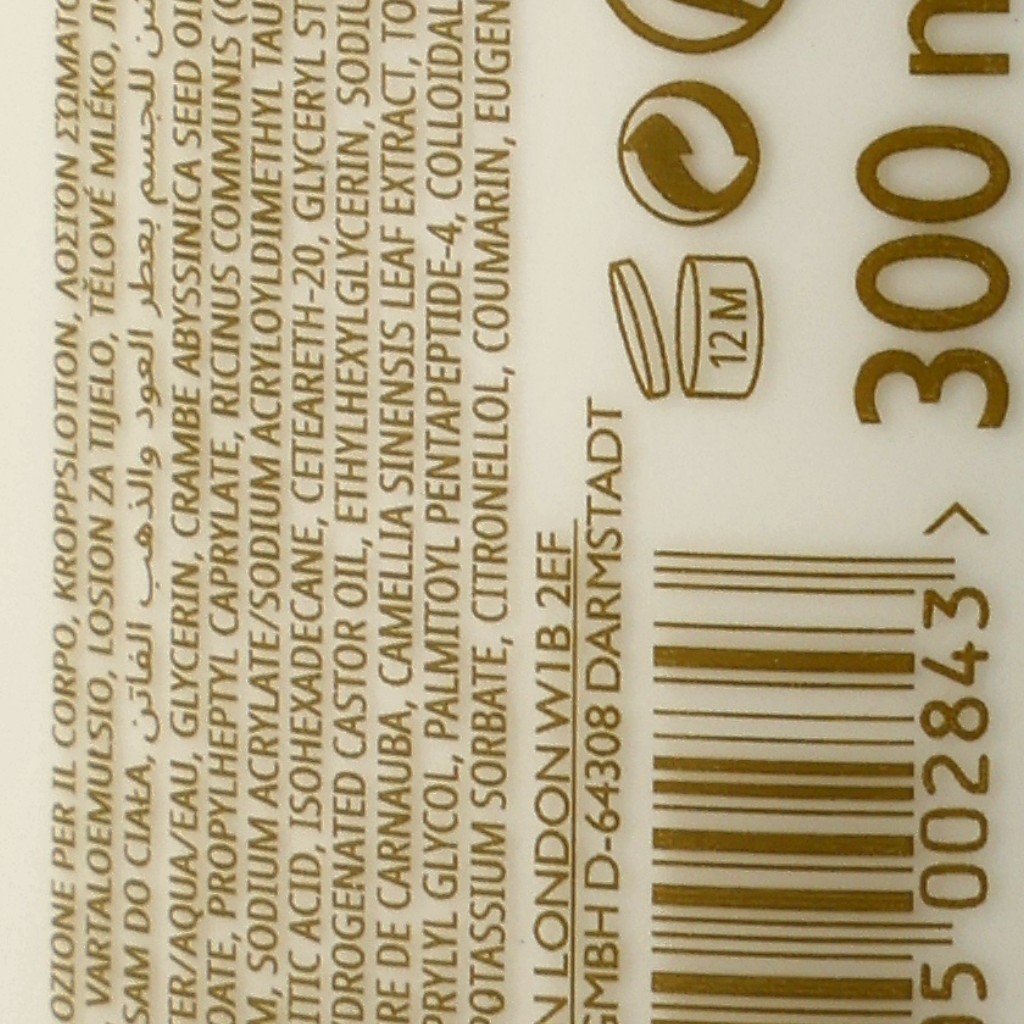 OZIONE PER IL CORPO, KROPPSLOTION, ΛΟΣΙΟΝ ΣΩΜΑΤΟ
VARTALOEMULSIO, LOSION ZA TIJELO, TĚLOVÉ MLÉKO,
SAM DO CIAŁA, للجسم بعطر العود والذهب الفاتن
TER/AQUA/EAU, GLYCERIN, CRAMBE ABYSSINICA SEED OIL
OATE, PROPYLHEPTYL CAPRYLATE, RICINUS COMMUNIS (
M, SODIUM ACRYLATE/SODIUM ACRYLOYLDIMETHYL TAU
ITIC ACID, ISOHEXADECANE, CETEARETH-20, GLYCERYL ST
YDROGENATED CASTOR OIL, ETHYLHEXYLGLYCERIN, SODIU
IRE DE CARNAUBA, CAMELLIA SINENSIS LEAF EXTRACT, TO
PRYLYL GLYCOL, PALMITOYL PENTAPEPTIDE-4, COLLOIDAL
POTASSIUM SORBATE, CITRONELLOL, COUMARIN, EUGEN
N LONDON W1B 2EF
GMBH D-64308 DARMSTADT
12 M
5 002843 >
300 m